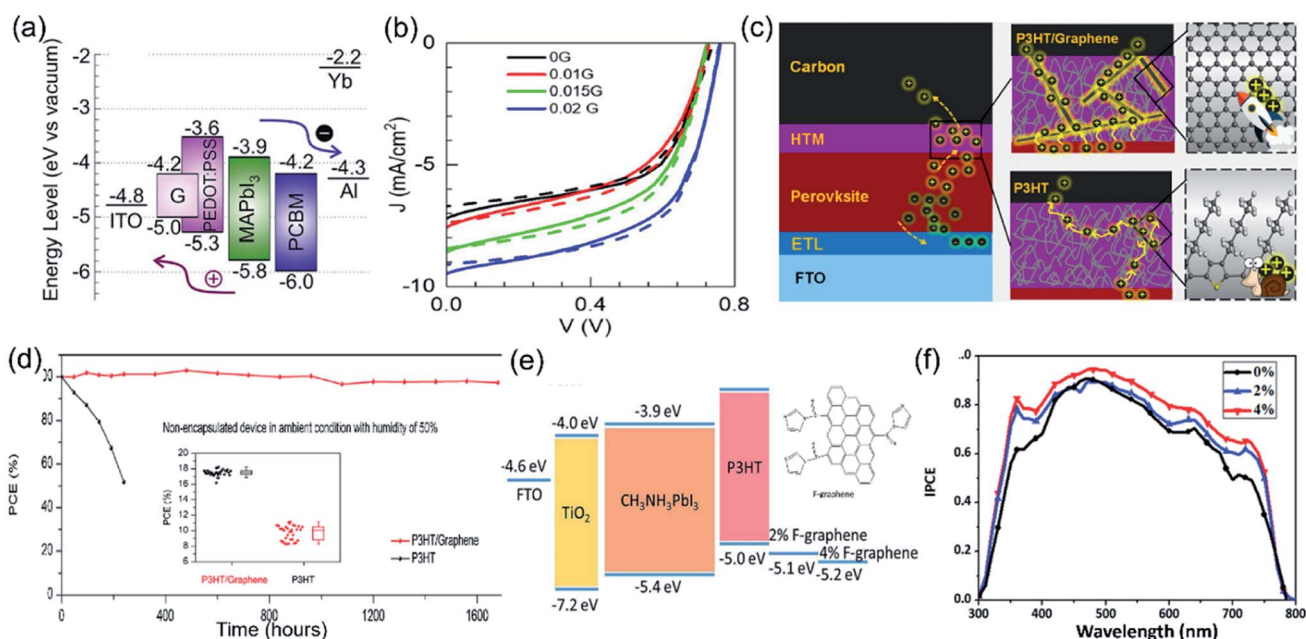 (a)
Energy Level (eV vs vacuum)
-2
-3
-4
-5
-6
-2.2
Yb
-3.6
-3.9
-4.2
-4.2
-4.3
Al
-4.8
ITO
G
PEDOT:PSS
MAPbI3
PCBM
-5.0
-5.3
-5.8
-6.0
(b)
J (mA/cm2)
0
-5
-10
0G
0.01G
0.015G
0.02 G
0.0
0.4
0.8
V (V)
(c)
Carbon
HTM
Perovksite
ETL
FTO
P3HT/Graphene
P3HT
(d)
PCE (%)
80
60
40
20
0
0
400
800
1200
1600
Time (hours)
Non-encapsulated device in ambient condition with humidity of 50%
PCE (%)
18
16
14
12
10
8
6
P3HT/Graphene
P3HT
P3HT/Graphene
P3HT
(e)
-4.6 eV
FTO
-4.0 eV
TiO2
-7.2 eV
-3.9 eV
CH3NH3PbI3
-5.4 eV
P3HT
-5.0 eV
F-graphene
2% F-graphene
-5.1 eV
4% F-graphene
-5.2 eV
(f)
IPCE
0.8
0.6
0.4
0.2
0%
2%
4%
300
400
500
600
700
800
Wavelength (nm)